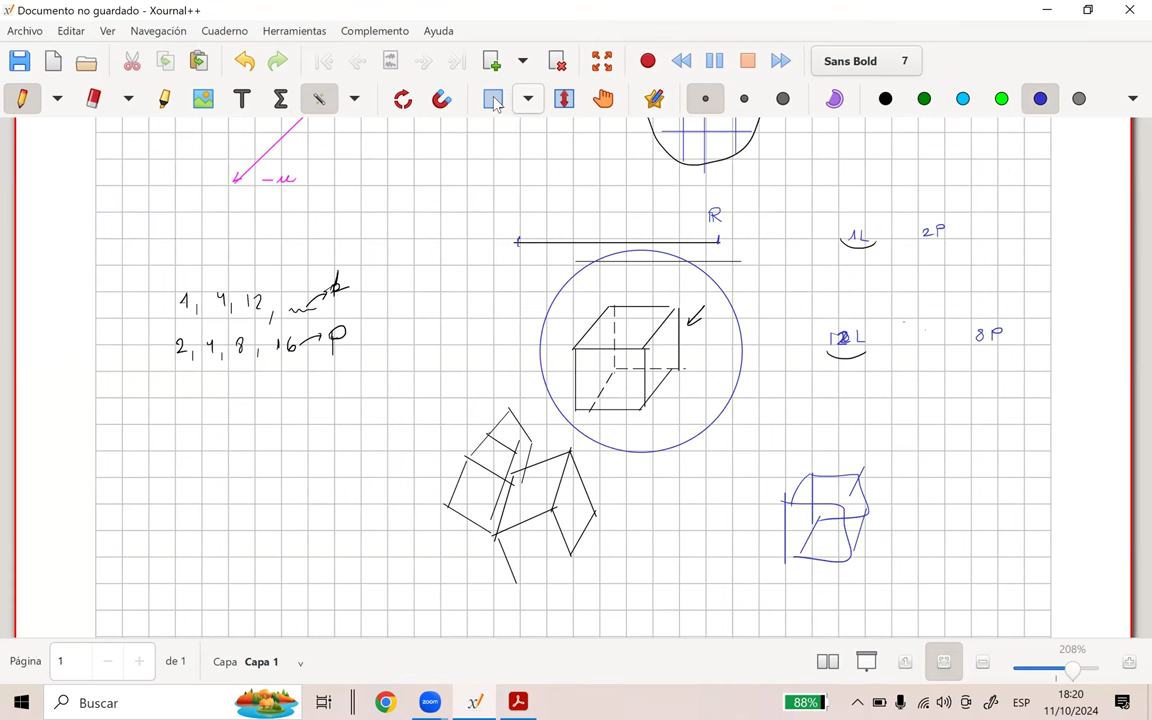 Documento no guardado - Xournal++
Archivo Editar Ver Navegación Cuaderno Herramientas Complemento Ayuda
Sans Bold 7
-u
R
1L 2P
1, 4, 12,
2, 4, 8, 16 → P
L 8P
Página 1 de 1 Capa Capa 1
208%
Buscar
zoom
88%
ESP
18:20
11/10/2024